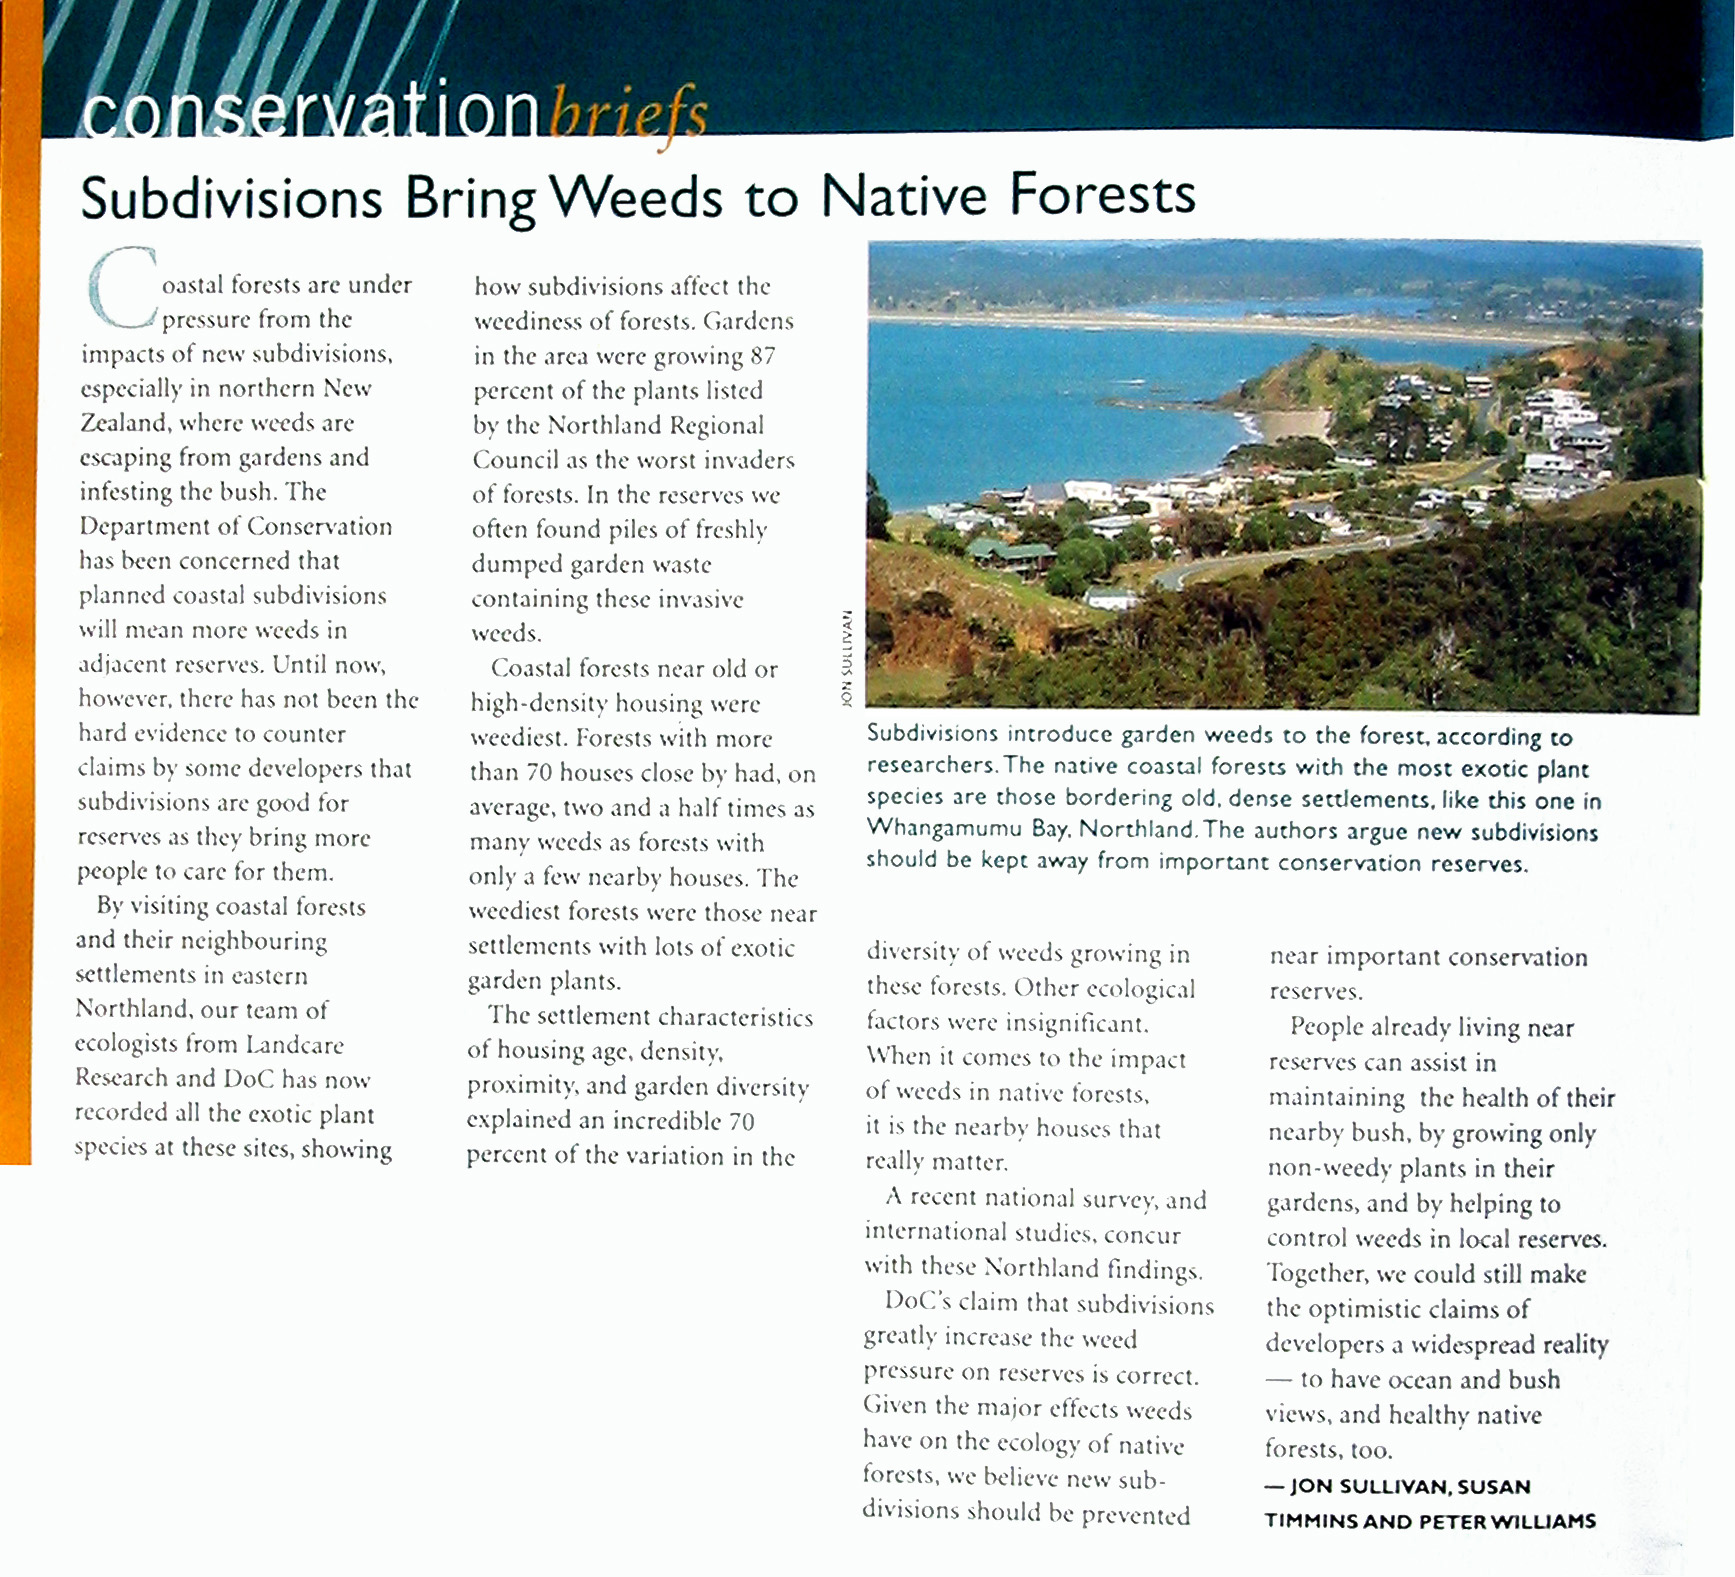 conservationbriefs
Subdivisions Bring Weeds to Native Forests
Coastal forests are under
pressure from the
impacts of new subdivisions,
especially in northern New
Zealand, where weeds are
escaping from gardens and
infesting the bush. The
Department of Conservation
has been concerned that
planned coastal subdivisions
will mean more weeds in
adjacent reserves. Until now,
however, there has not been the
hard evidence to counter
claims by some developers that
subdivisions are good for
reserves as they bring more
people to care for them.
By visiting coastal forests
and their neighbouring
settlements in eastern
Northland, our team of
ecologists from Landcare
Research and DoC has now
recorded all the exotic plant
species at these sites, showing
how subdivisions affect the
weediness of forests. Gardens
in the area were growing 87
percent of the plants listed
by the Northland Regional
Council as the worst invaders
of forests. In the reserves we
often found piles of freshly
dumped garden waste
containing these invasive
weeds.
Coastal forests near old or
high-density housing were
weediest. Forests with more
than 70 houses close by had, on
average, two and a half times as
many weeds as forests with
only a few nearby houses. The
weediest forests were those near
settlements with lots of exotic
garden plants.
The settlement characteristics
of housing age, density,
proximity, and garden diversity
explained an incredible 70
percent of the variation in the
JON SULLIVAN
Subdivisions introduce garden weeds to the forest, according to
researchers. The native coastal forests with the most exotic plant
species are those bordering old, dense settlements, like this one in
Whangamumu Bay, Northland. The authors argue new subdivisions
should be kept away from important conservation reserves.
diversity of weeds growing in
these forests. Other ecological
factors were insignificant.
When it comes to the impact
of weeds in native forests,
it is the nearby houses that
really matter.
A recent national survey, and
international studies, concur
with these Northland findings.
DoC's claim that subdivisions
greatly increase the weed
pressure on reserves is correct.
Given the major effects weeds
have on the ecology of native
forests, we believe new sub-
divisions should be prevented
near important conservation
reserves.
People already living near
reserves can assist in
maintaining the health of their
nearby bush, by growing only
non-weedy plants in their
gardens, and by helping to
control weeds in local reserves.
Together, we could still make
the optimistic claims of
developers a widespread reality
— to have ocean and bush
views, and healthy native
forests, too.
— JON SULLIVAN, SUSAN
TIMMINS AND PETER WILLIAMS